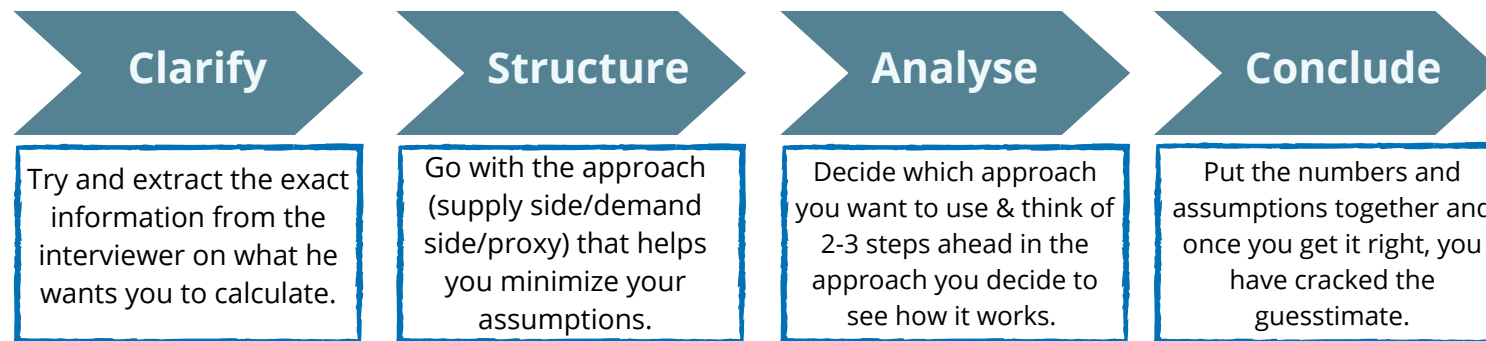 Clarify
Try and extract the exact
information from the
interviewer on what he
wants you to calculate.
Structure
Go with the approach
(supply side/demand
side/proxy) that helps
you minimize your
assumptions.
Analyse
Decide which approach
you want to use & think of
2-3 steps ahead in the
approach you decide to
see how it works.
Conclude
Put the numbers and
assumptions together and
once you get it right, you
have cracked the
guesstimate.